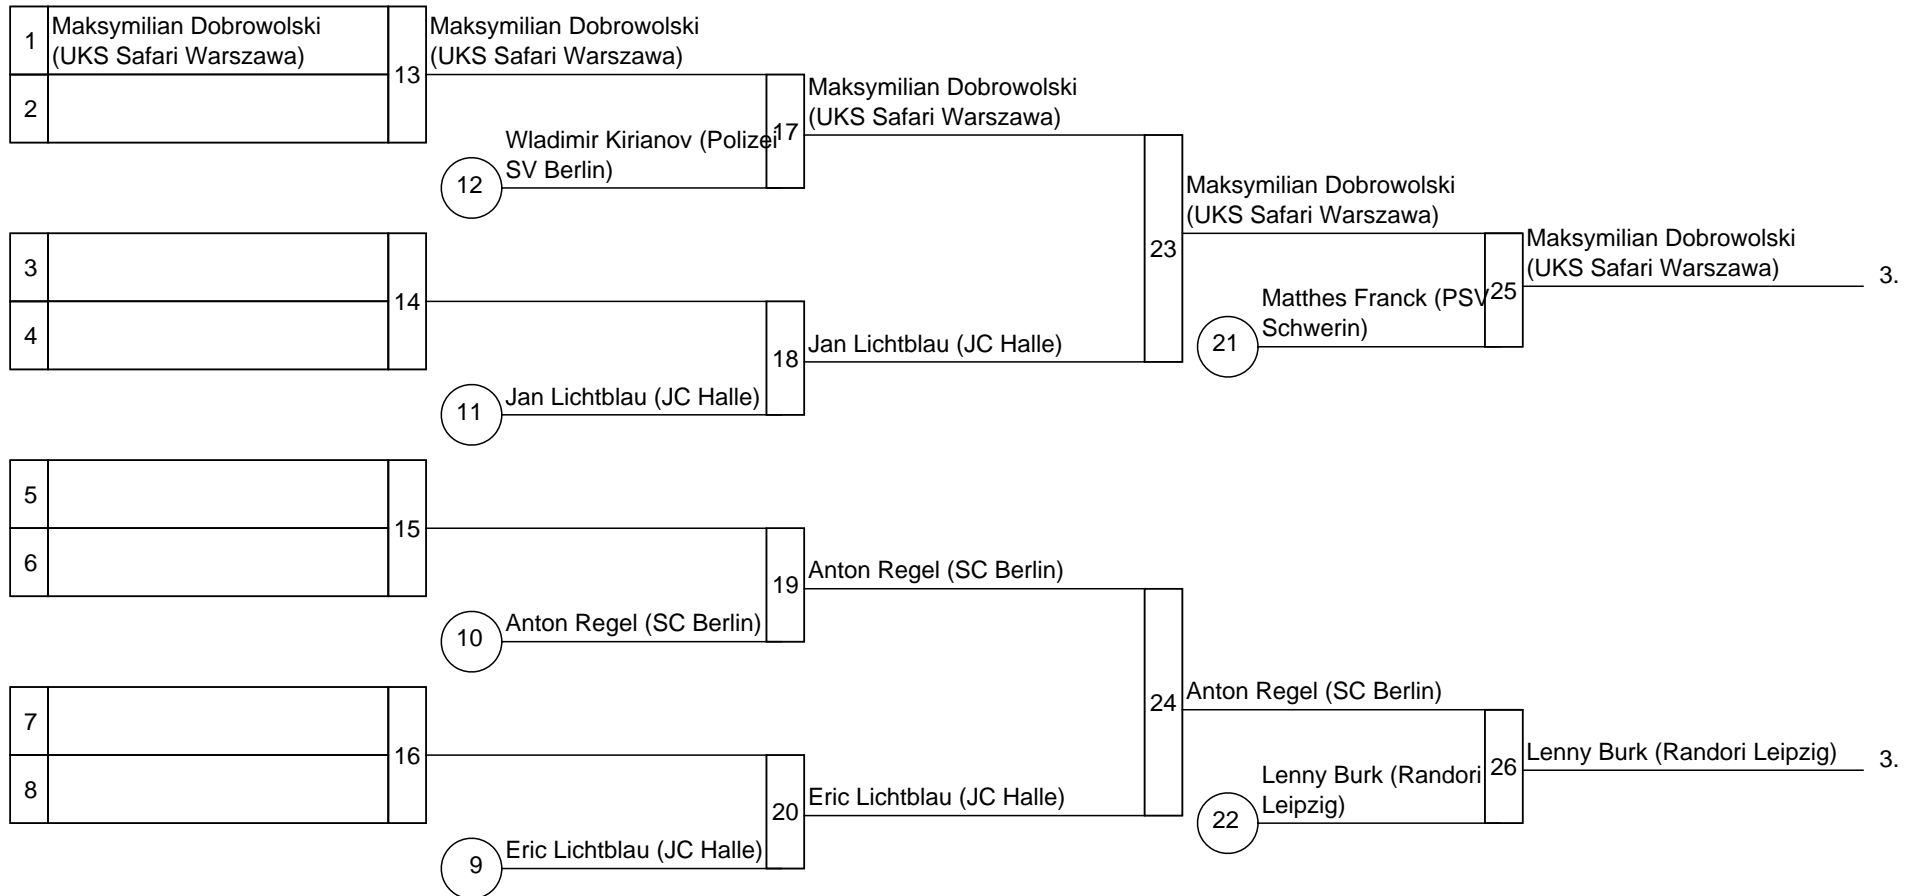 1
Maksymilian Dobrowolski
(UKS Safari Warszawa)
2
13
Maksymilian Dobrowolski
(UKS Safari Warszawa)
12
Wladimir Kirianov (Polizei
SV Berlin)
17
Maksymilian Dobrowolski
(UKS Safari Warszawa)
3
4
14
11
Jan Lichtblau (JC Halle)
18
Jan Lichtblau (JC Halle)
23
Maksymilian Dobrowolski
(UKS Safari Warszawa)
21
Matthes Franck (PSV
Schwerin)
25
Maksymilian Dobrowolski
(UKS Safari Warszawa)
3.
5
6
15
10
Anton Regel (SC Berlin)
19
Anton Regel (SC Berlin)
7
8
16
9
Eric Lichtblau (JC Halle)
20
Eric Lichtblau (JC Halle)
24
Anton Regel (SC Berlin)
22
Lenny Burk (Randori
Leipzig)
26
Lenny Burk (Randori Leipzig)
3.